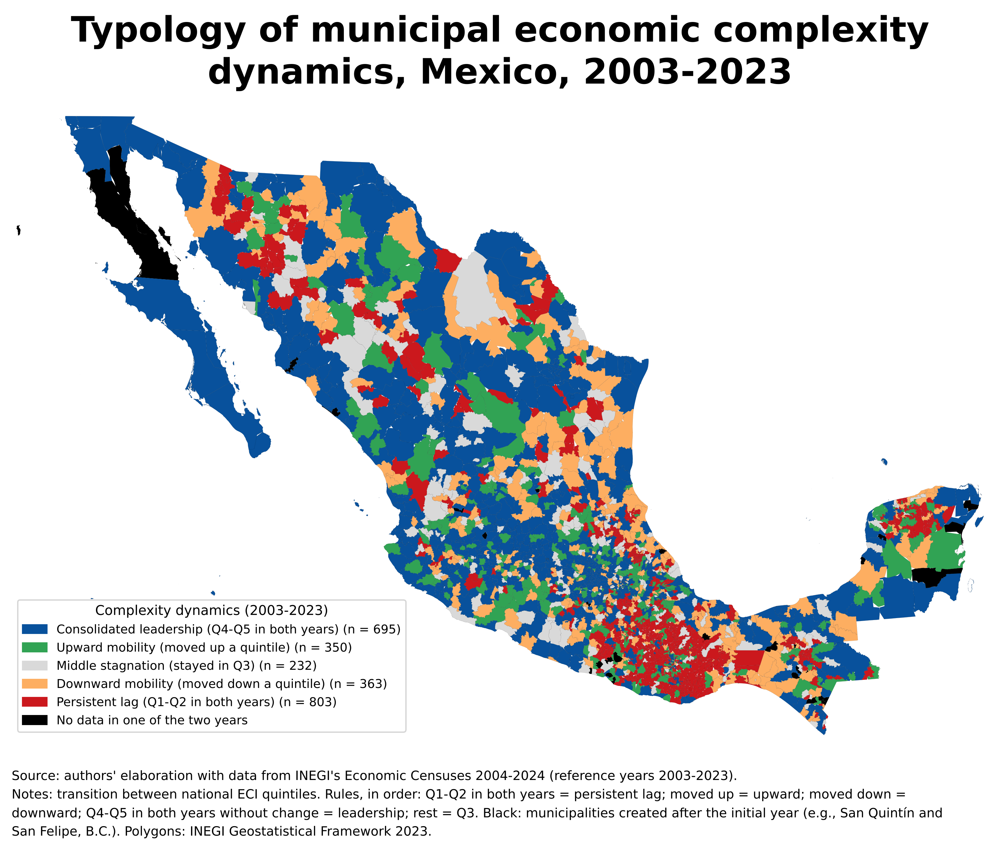 Typology of municipal economic complexity
dynamics, Mexico, 2003-2023
Complexity dynamics (2003-2023)
Consolidated leadership (Q4-Q5 in both years) (n = 695)
Upward mobility (moved up a quintile) (n = 350)
Middle stagnation (stayed in Q3) (n = 232)
Downward mobility (moved down a quintile) (n = 363)
Persistent lag (Q1-Q2 in both years) (n = 803)
No data in one of the two years
Source: authors' elaboration with data from INEGI's Economic Censuses 2004-2024 (reference years 2003-2023).
Notes: transition between national ECI quintiles. Rules, in order: Q1-Q2 in both years = persistent lag; moved up = upward; moved down =
downward; Q4-Q5 in both years without change = leadership; rest = Q3. Black: municipalities created after the initial year (e.g., San Quintín and
San Felipe, B.C.). Polygons: INEGI Geostatistical Framework 2023.